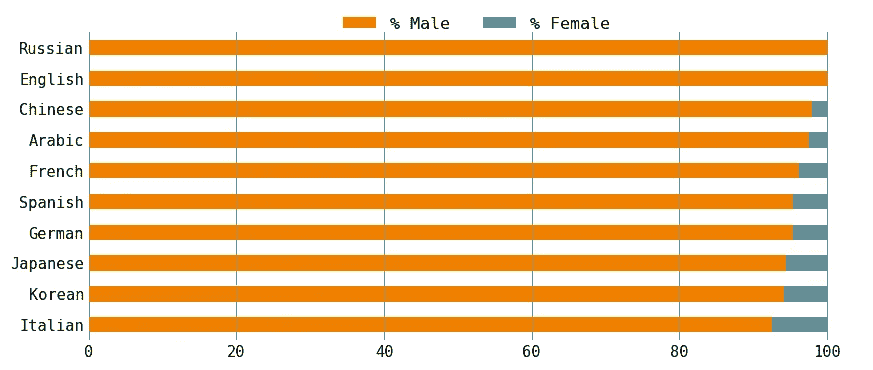 % Male % Female
Russian
English
Chinese
Arabic
French
Spanish
German
Japanese
Korean
Italian
0 20 40 60 80 100